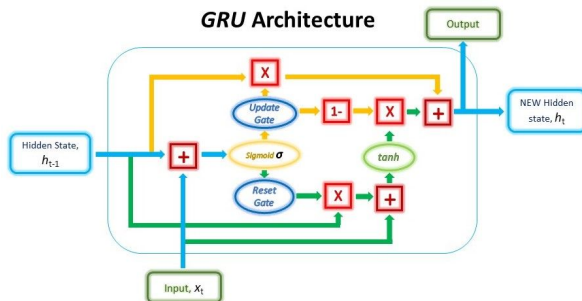 GRU Architecture
Output
X
+
Update
Gate
1-
X
+
NEW Hidden
state, hₜ
Hidden State,
hₜ₋₁
+
Sigmoid σ
tanh
Reset
Gate
X
+
Input, xₜ